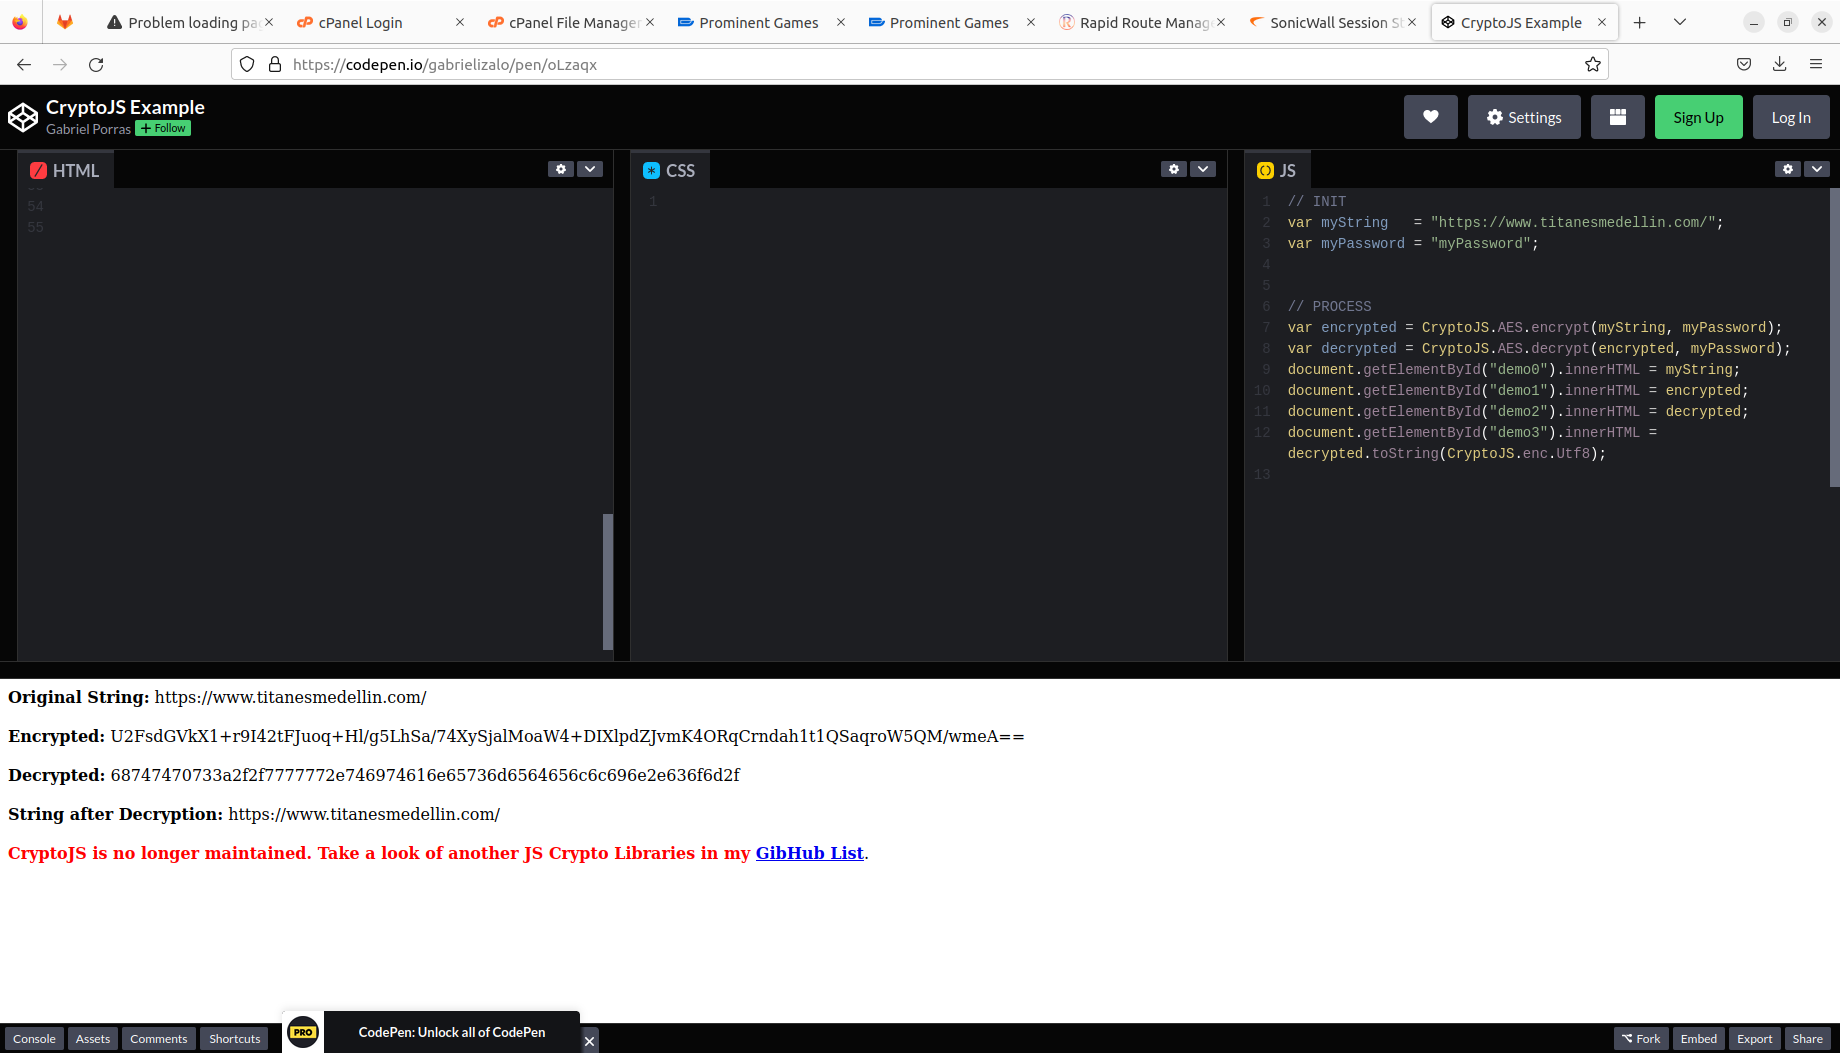 Problem loading pa
cPanel Login
cPanel File Manager
Prominent Games
Prominent Games
Rapid Route Manag
SonicWall Session S
CryptoJS Example
https://codepen.io/gabrielizalo/pen/oLzaqx
CryptoJS Example
Gabriel Porras
+ Follow
Settings
Sign Up
Log In
HTML
54
55
CSS
1
JS
1 // INIT
2 var myString   = "https://www.titanesmedellin.com/";
3 var myPassword = "myPassword";
4
5
6 // PROCESS
7 var encrypted = CryptoJS.AES.encrypt(myString, myPassword);
8 var decrypted = CryptoJS.AES.decrypt(encrypted, myPassword);
9 document.getElementById("demo0").innerHTML = myString;
10 document.getElementById("demo1").innerHTML = encrypted;
11 document.getElementById("demo2").innerHTML = decrypted;
12 document.getElementById("demo3").innerHTML =
decrypted.toString(CryptoJS.enc.Utf8);
13
Original String: https://www.titanesmedellin.com/
Encrypted: U2FsdGVkX1+r9I42tFJuoq+Hl/g5LhSa/74XySjalMoaW4+DIXlpdZJvmK4ORqCrndah1t1QSaqroW5QM/wmeA==
Decrypted: 68747470733a2f2f7777772e746974616e65736d6564656c6c696e2e636f6d2f
String after Decryption: https://www.titanesmedellin.com/
CryptoJS is no longer maintained. Take a look of another JS Crypto Libraries in my GibHub List.
Console
Assets
Comments
Shortcuts
PRO
CodePen: Unlock all of CodePen
Fork
Embed
Export
Share